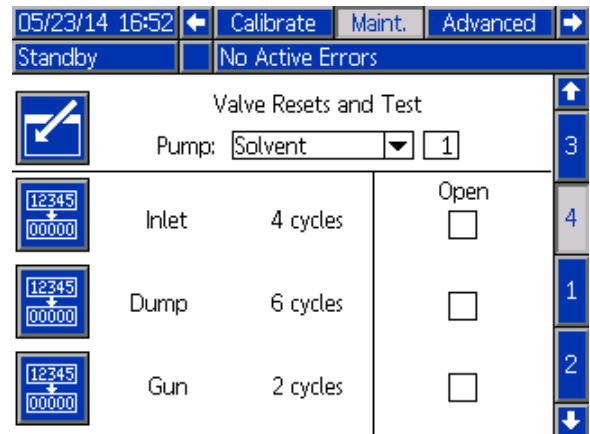 05/23/14 16:52 Calibrate Maint. Advanced
Standby No Active Errors
Valve Resets and Test
Pump: Solvent 1
3
Open
12345
00000
Inlet 4 cycles
4
12345
00000
Dump 6 cycles
1
12345
00000
Gun 2 cycles
2